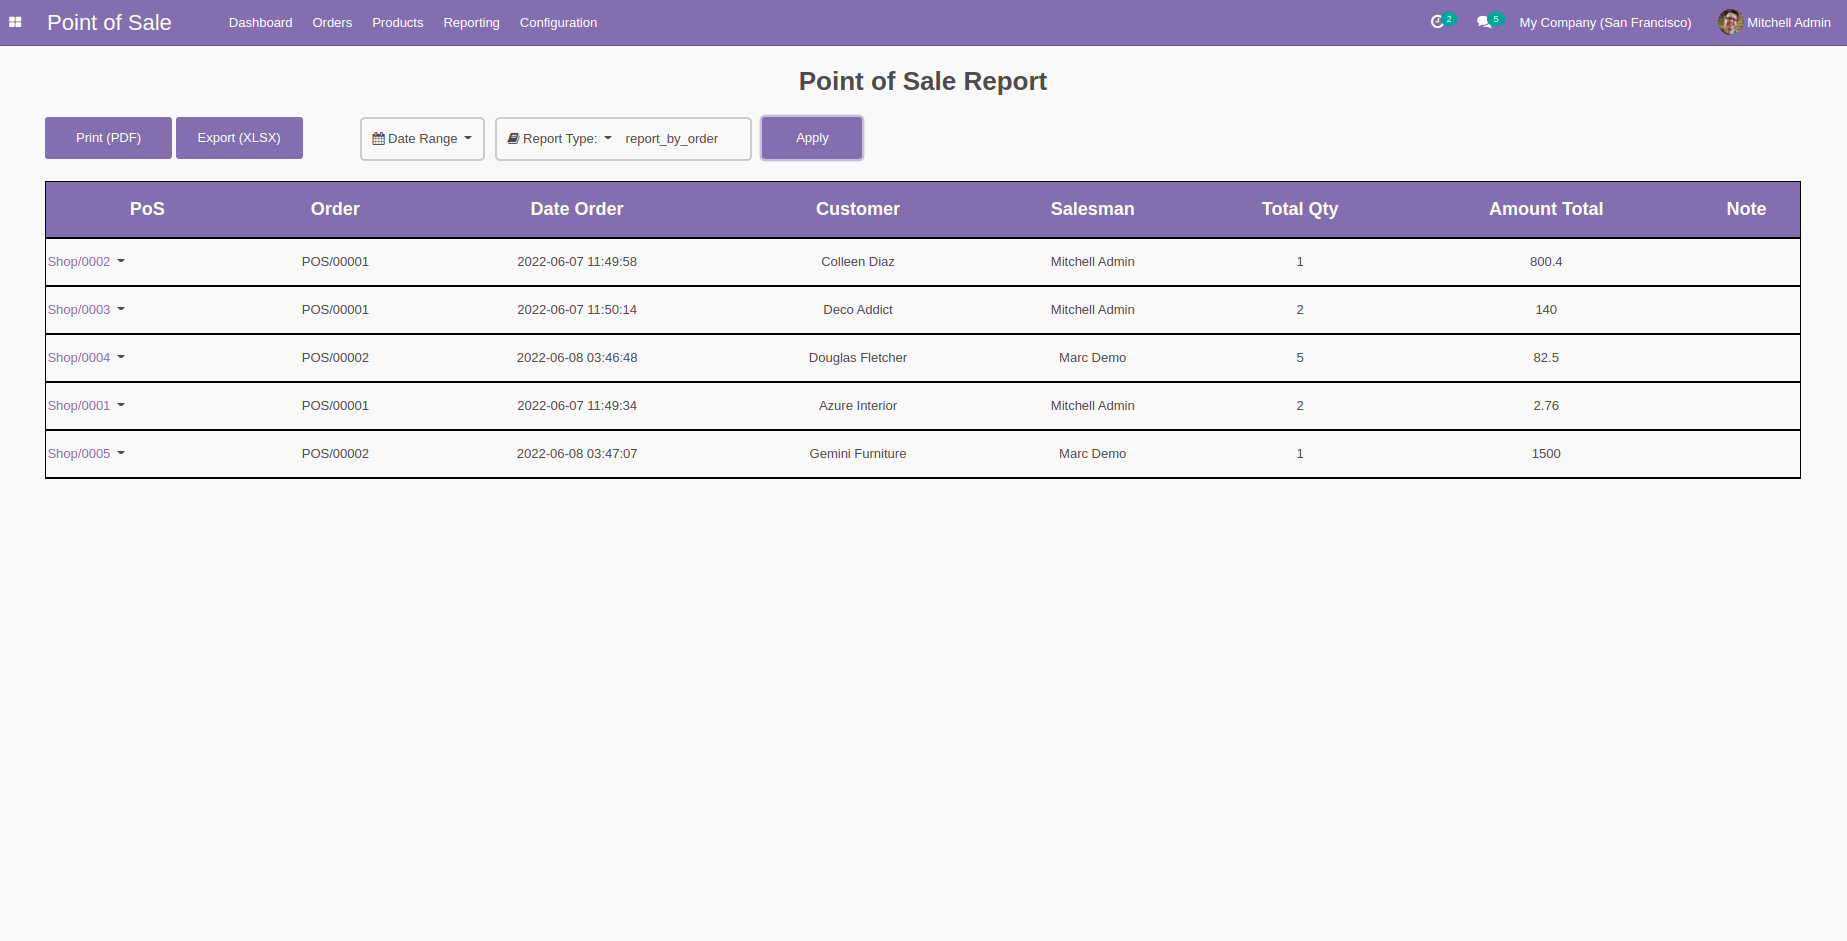 Point of Sale Dashboard Orders Products Reporting Configuration 2 5 My Company (San Francisco) Mitchell Admin
Point of Sale Report
Print (PDF) Export (XLSX) Date Range Report Type: report_by_order Apply
PoS Order Date Order Customer Salesman Total Qty Amount Total Note
Shop/0002 POS/00001 2022-06-07 11:49:58 Colleen Diaz Mitchell Admin 1 800.4
Shop/0003 POS/00001 2022-06-07 11:50:14 Deco Addict Mitchell Admin 2 140
Shop/0004 POS/00002 2022-06-08 03:46:48 Douglas Fletcher Marc Demo 5 82.5
Shop/0001 POS/00001 2022-06-07 11:49:34 Azure Interior Mitchell Admin 2 2.76
Shop/0005 POS/00002 2022-06-08 03:47:07 Gemini Furniture Marc Demo 1 1500